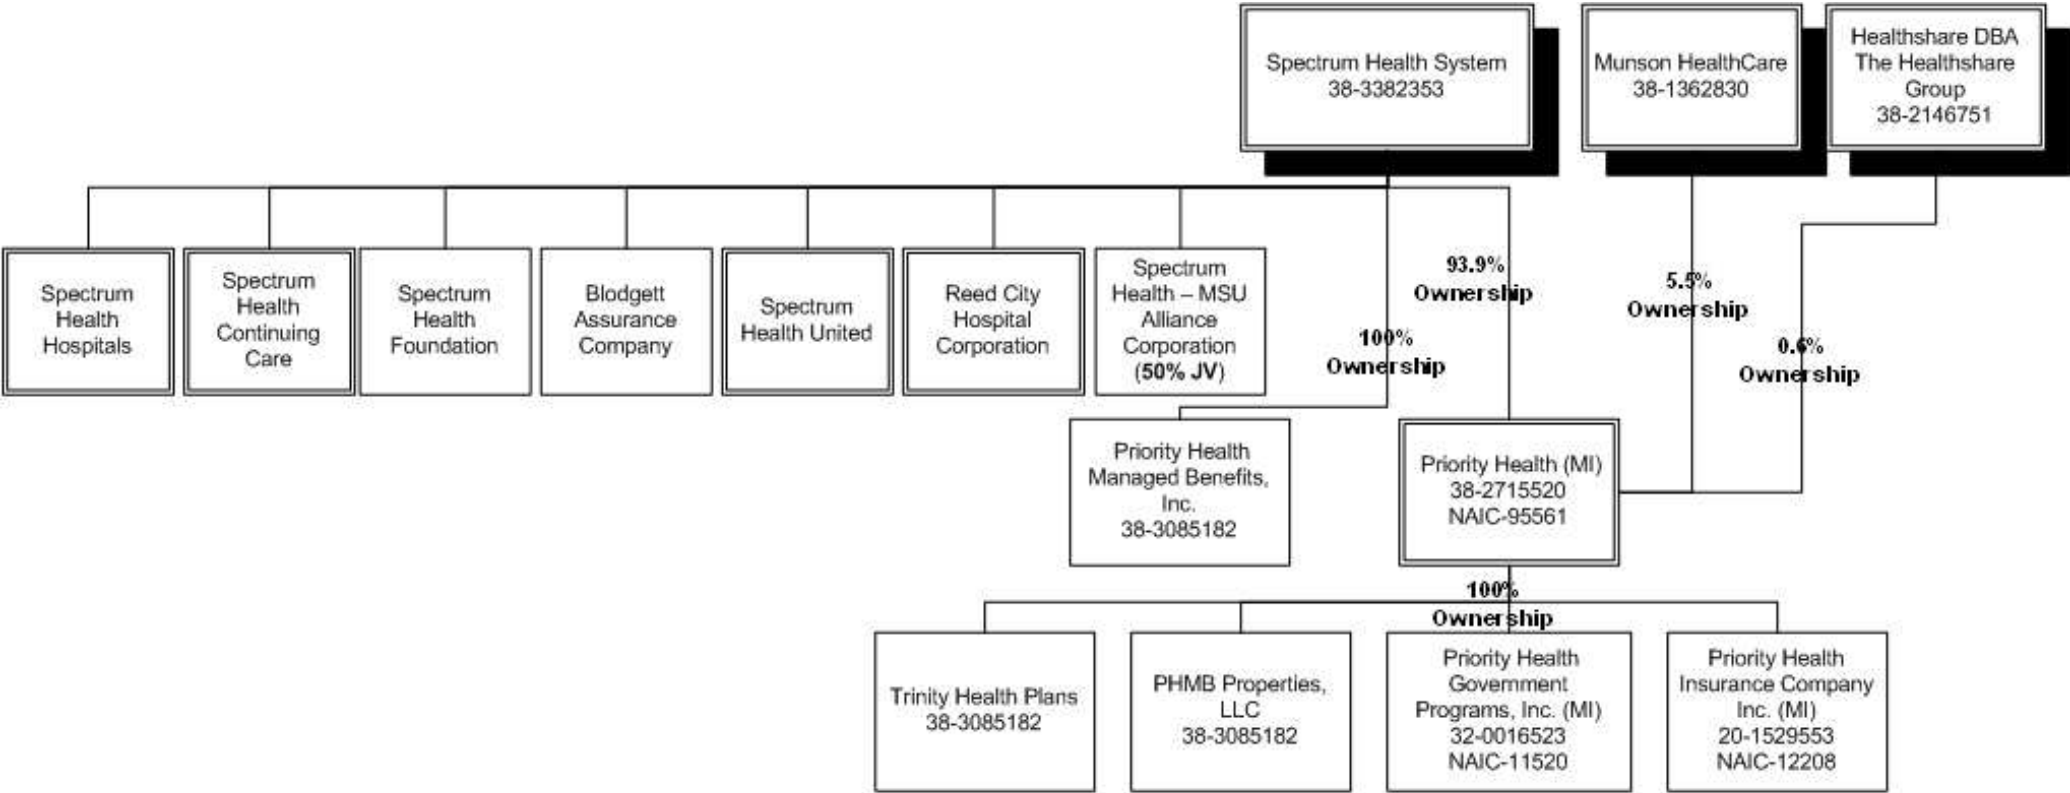 Spectrum Health System
38-3382353
Munson HealthCare
38-1362830
Healthshare DBA
The Healthshare
Group
38-2146751
Spectrum
Health
Hospitals
Spectrum
Health
Continuing
Care
Spectrum
Health
Foundation
Blodgett
Assurance
Company
Spectrum
Health United
Reed City
Hospital
Corporation
Spectrum
Health – MSU
Alliance
Corporation
(50% JV)
100%
Ownership
93.9%
Ownership
5.5%
Ownership
0.6%
Ownership
Priority Health
Managed Benefits,
Inc.
38-3085182
Priority Health (MI)
38-2715520
NAIC-95561
100%
Ownership
Trinity Health Plans
38-3085182
PHMB Properties,
LLC
38-3085182
Priority Health
Government
Programs, Inc. (MI)
32-0016523
NAIC-11520
Priority Health
Insurance Company
Inc. (MI)
20-1529553
NAIC-12208